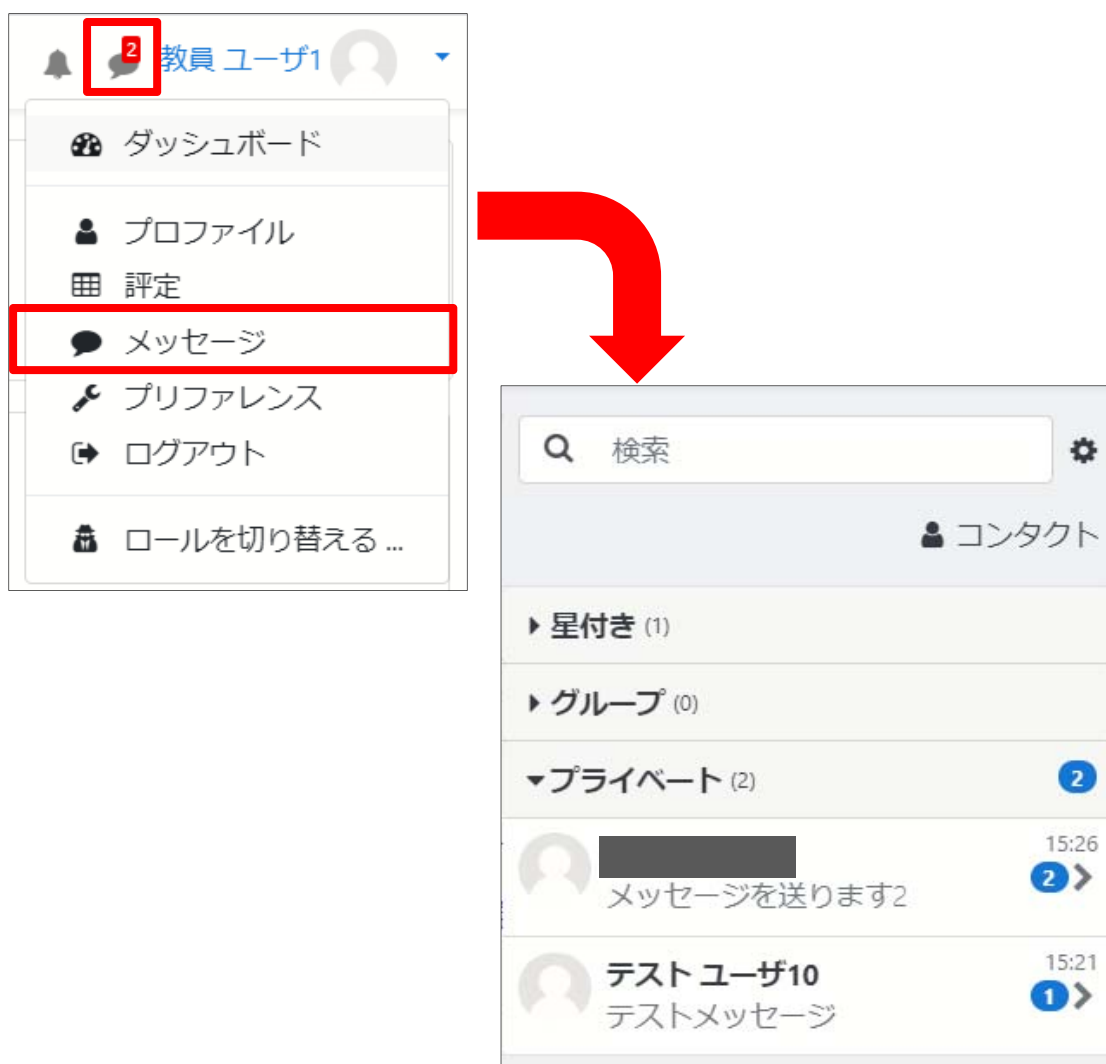 2
教員 ユーザ1
ダッシュボード
プロファイル
評定
メッセージ
プリファレンス
ログアウト
ロールを切り替える ...
検索
コンタクト
星付き (1)
グループ (0)
プライベート (2) 2
15:26
メッセージを送ります2 2
テスト ユーザ10 15:21
テストメッセージ 1